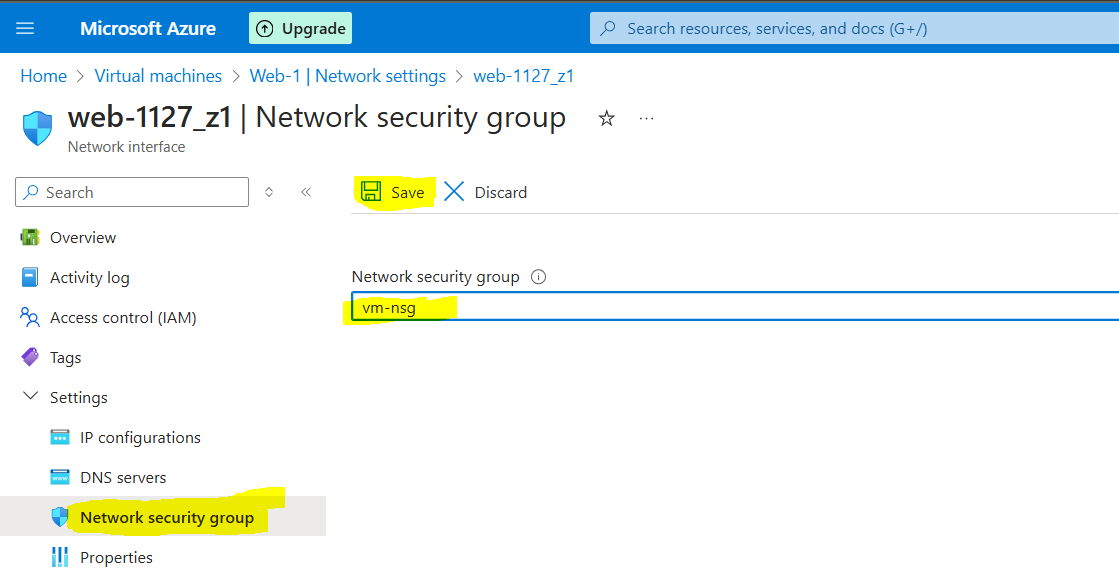 Microsoft Azure Upgrade Search resources, services, and docs (G+/)
Home > Virtual machines > Web-1 | Network settings > web-1127_z1
web-1127_z1 | Network security group
Network interface
Search
Save Discard
Overview
Activity log
Access control (IAM)
Tags
Settings
IP configurations
DNS servers
Network security group
Properties
Network security group
vm-nsg